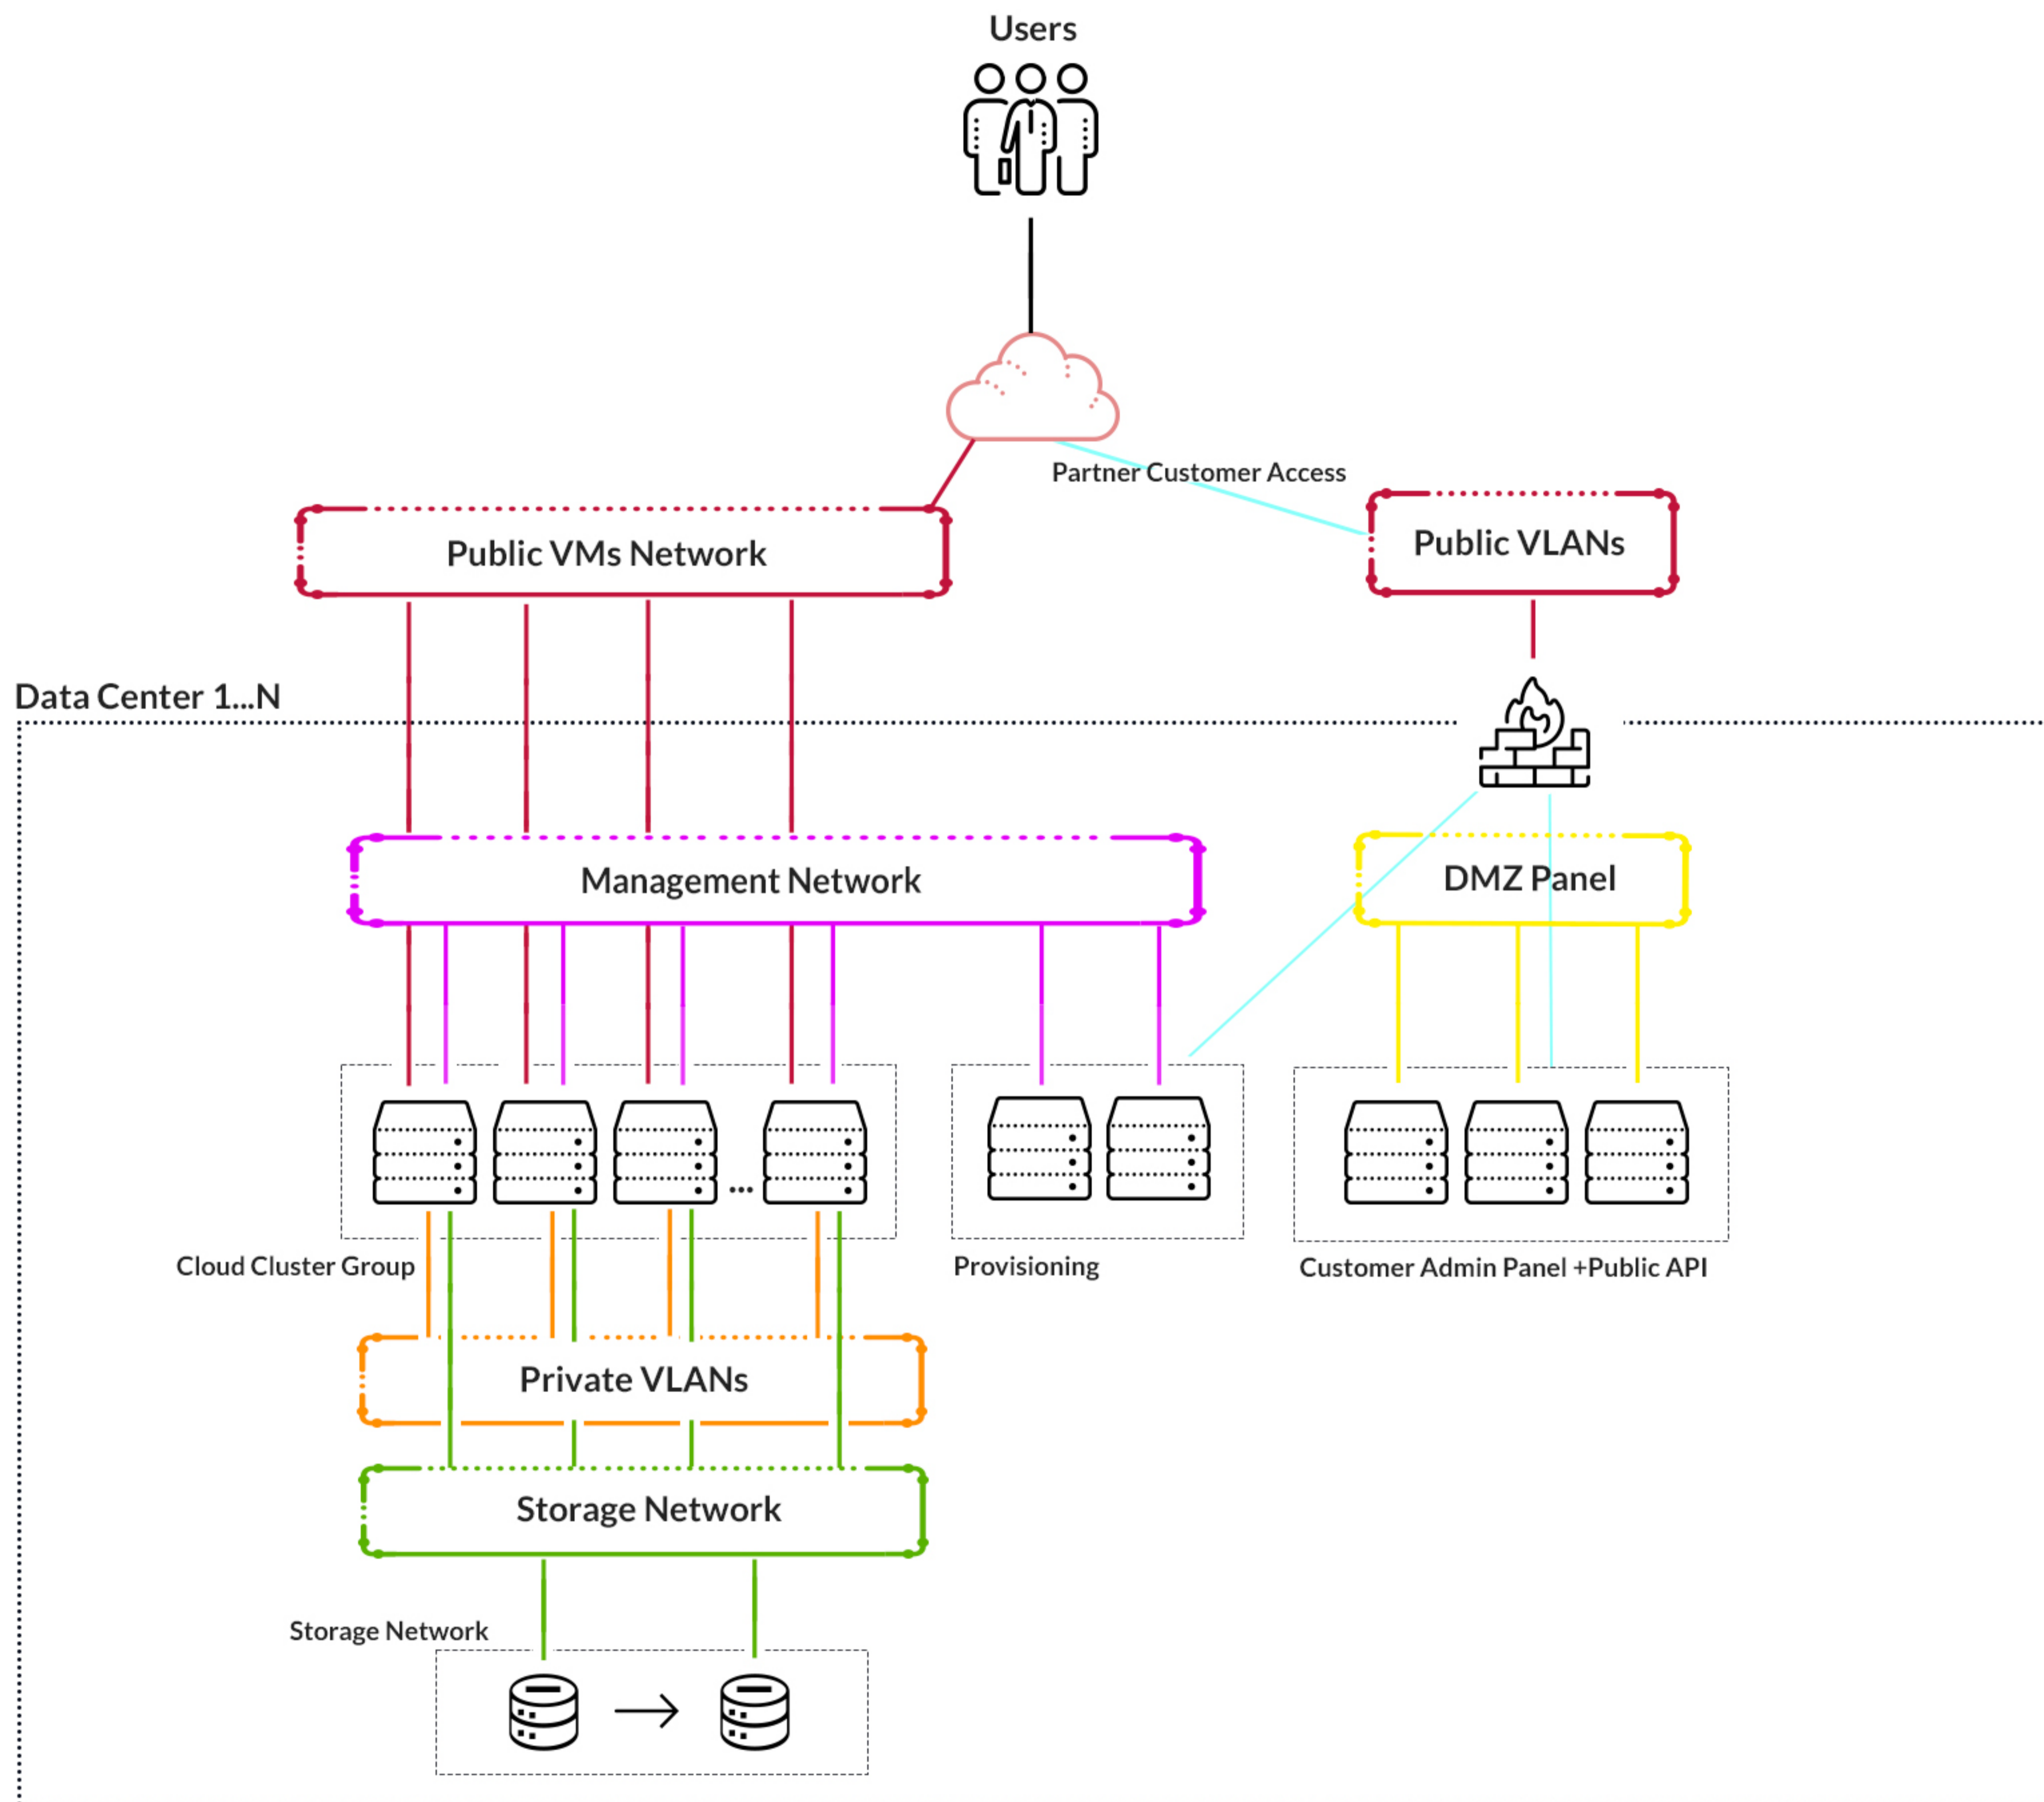 Users
Partner Customer Access
Public VMs Network
Public VLANs
Data Center 1...N
Management Network
DMZ Panel
...
Cloud Cluster Group
Provisioning
Customer Admin Panel +Public API
Private VLANs
Storage Network
Storage Network